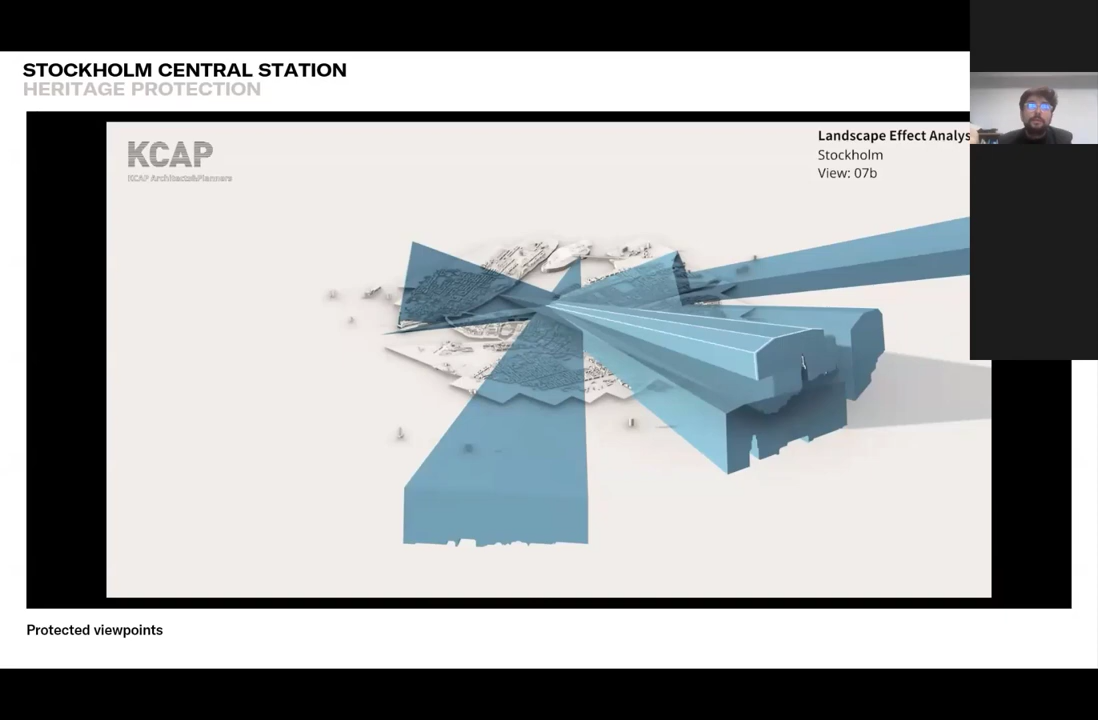 STOCKHOLM CENTRAL STATION
HERITAGE PROTECTION
KCAP
KCAP Architects&Planners
Landscape Effect Analys
Stockholm
View: 07b
Protected viewpoints